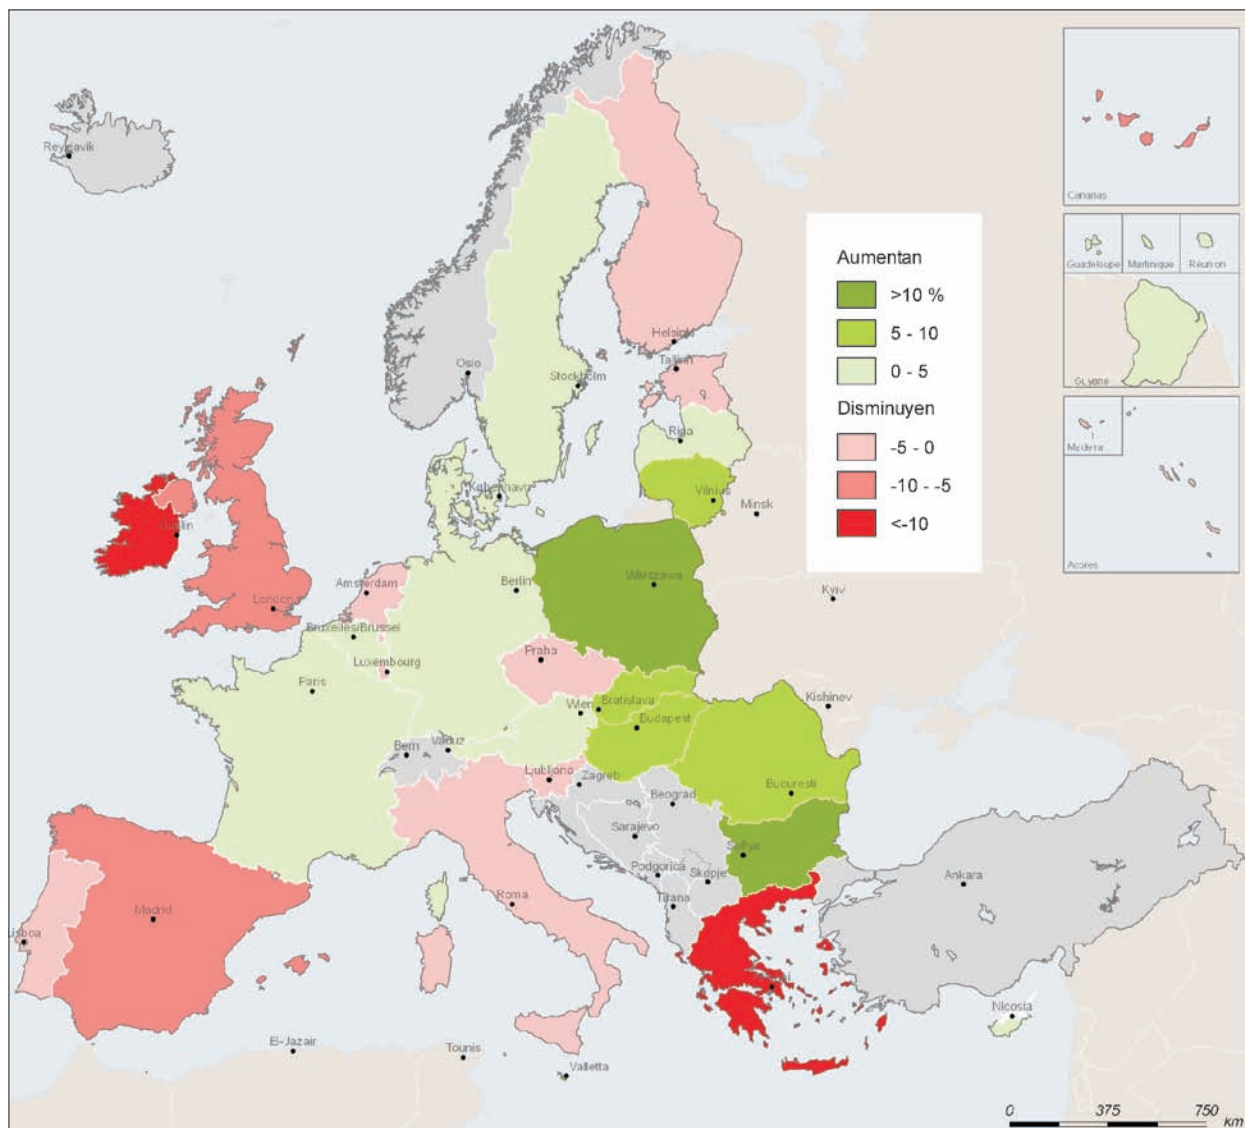 Reykjavik
Canarias
Guadeloupe
Martinique
Réunion
Guyane
Madeira
Acores
Aumentan
>10 %
5 - 10
0 - 5
Disminuyen
-5 - 0
-10 - -5
<-10
Helsinki
Oslo
Tallinn
Stockholm
Riga
København
Vilnius
Minsk
Dublin
Amsterdam
Berlin
Warszawa
Kyiv
London
Bruxelles/Brussel
Luxembourg
Praha
Paris
Wien
Bratislava
Kishinev
Budapest
Bern
Vaduz
Ljubljana
Zagreb
Beograd
Bucuresti
Sarajevo
Sofiya
Podgorica
Skopje
Ankara
Roma
Tirana
Madrid
Lisboa
Nicosia
El-Jazair
Tounis
Valletta
0 375 750
km